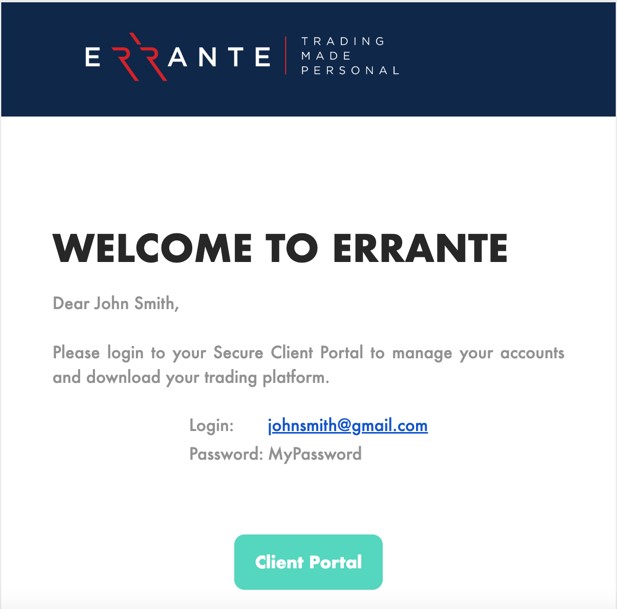 ERRANTE
TRADING
MADE
PERSONAL
WELCOME TO ERRANTE
Dear John Smith,
Please login to your Secure Client Portal to manage your accounts
and download your trading platform.
Login: johnsmith@gmail.com
Password: MyPassword
Client Portal